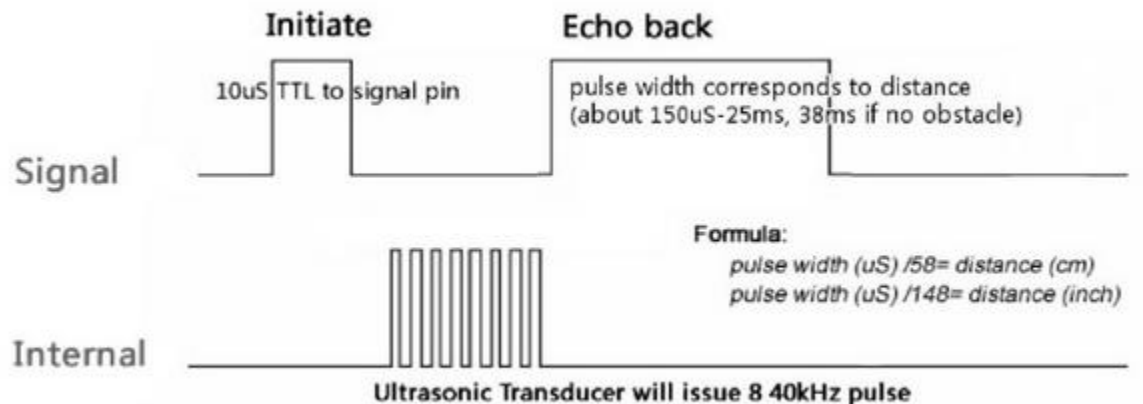 Initiate
Echo back
10uS TTL to signal pin
pulse width corresponds to distance
(about 150uS-25ms, 38ms if no obstacle)
Signal
Formula:
pulse width (uS) /58= distance (cm)
pulse width (uS) /148= distance (inch)
Internal
Ultrasonic Transducer will issue 8 40kHz pulse